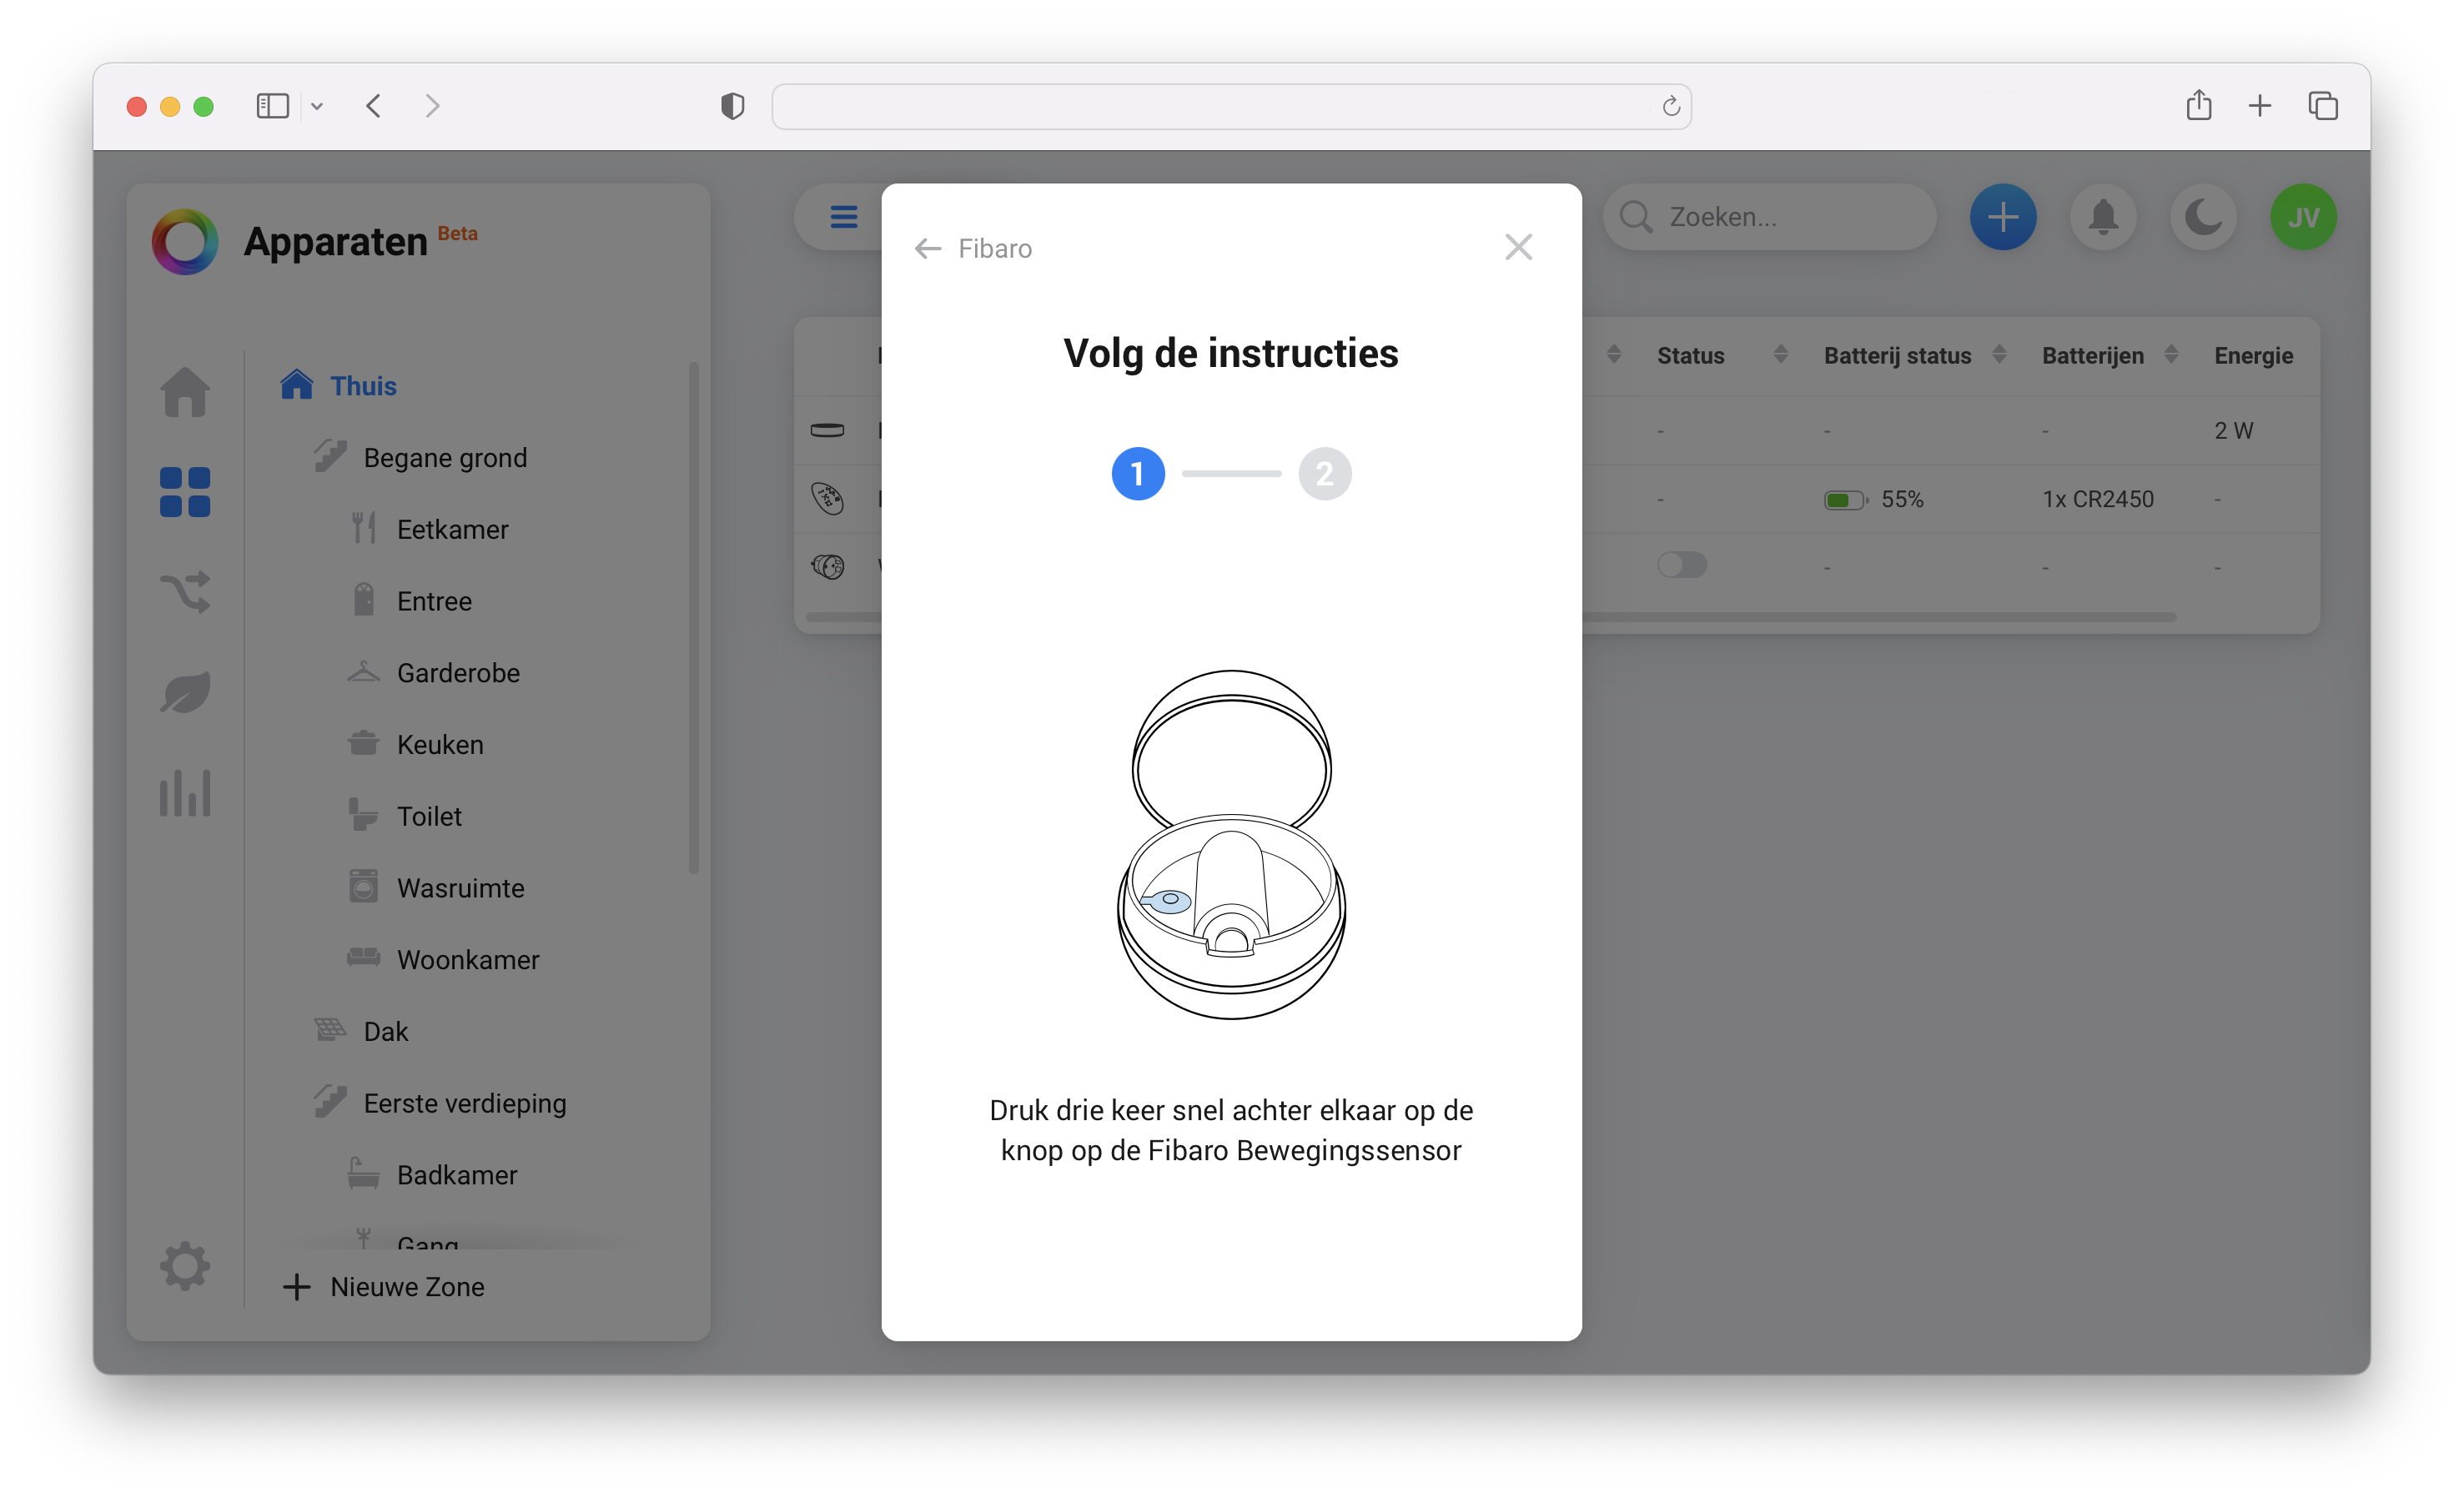 Apparaten Beta
Thuis
Begane grond
Eetkamer
Entree
Garderobe
Keuken
Toilet
Wasruimte
Woonkamer
Dak
Eerste verdieping
Badkamer
Gang
Nieuwe Zone
Fibaro
Volg de instructies
1 2
Druk drie keer snel achter elkaar op de
knop op de Fibaro Bewegingssensor
Zoeken...
JV
Status Batterij status Batterijen Energie
- - - 2 W
- 55% 1x CR2450 -
- - -